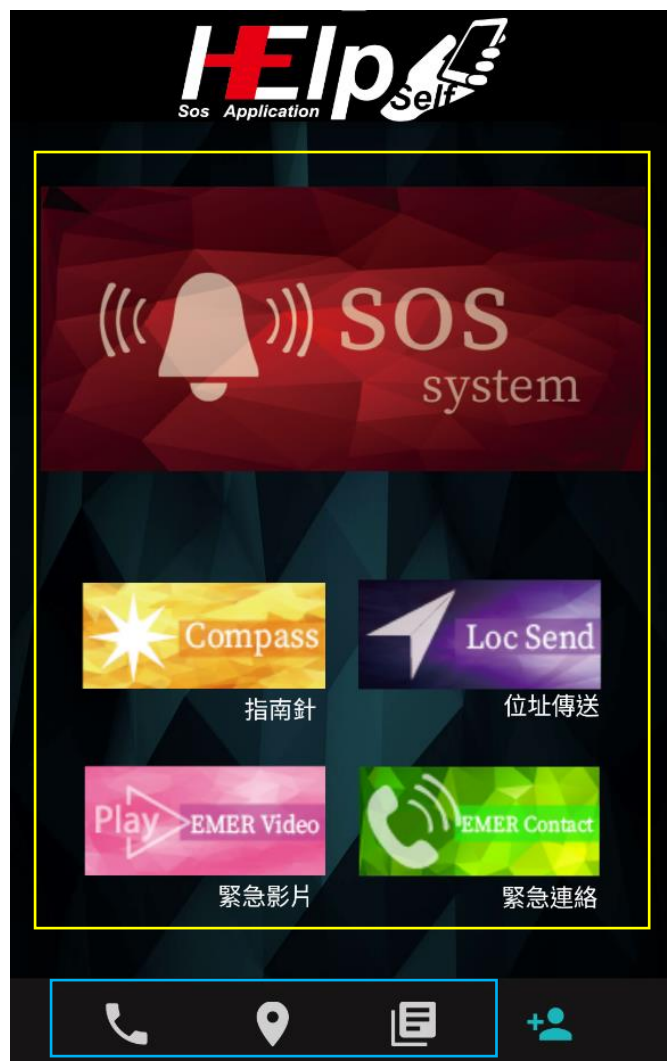 HElp
Self
Sos Application
SOS
system
Compass
Loc Send
指南針
位址傳送
Play
EMER Video
EMER Contact
緊急影片
緊急連絡